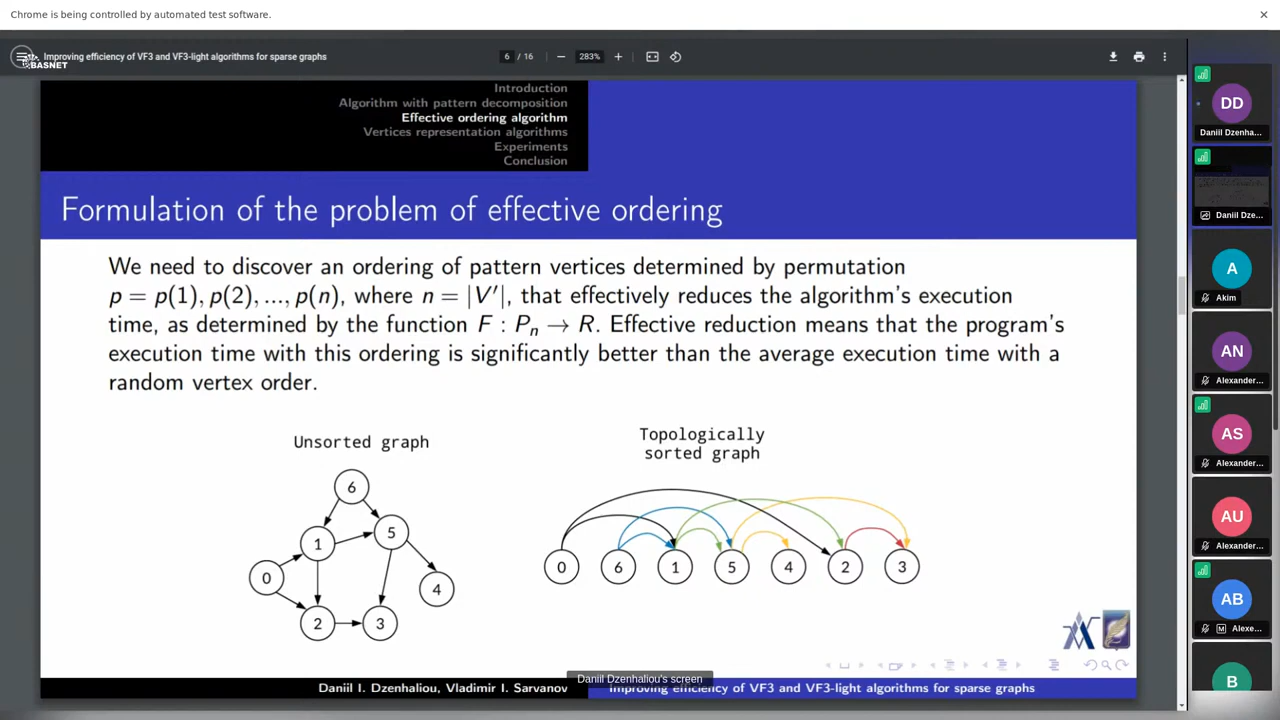 Chrome is being controlled by automated test software.
BASNET
Improving efficiency of VF3 and VF3-light algorithms for sparse graphs
6 / 16
283%
Introduction
Algorithm with pattern decomposition
Effective ordering algorithm
Vertices representation algorithms
Experiments
Conclusion
Formulation of the problem of effective ordering
We need to discover an ordering of pattern vertices determined by permutation
p = p(1), p(2), ..., p(n), where n = |V′|, that effectively reduces the algorithm's execution
time, as determined by the function F : Pₙ → R. Effective reduction means that the program's
execution time with this ordering is significantly better than the average execution time with a
random vertex order.
Unsorted graph
6
1
5
0
4
2
3
Topologically
sorted graph
0 6 1 5 4 2 3
Daniil Dzenhaliou's screen
Daniil I. Dzenhaliou, Vladimir I. Sarvanov
Improving efficiency of VF3 and VF3-light algorithms for sparse graphs
DD
Daniil Dzenha...
Daniil Dze...
A
Akim
AN
Alexander...
AS
Alexander...
AU
Alexander...
AB
M Alexe...
B